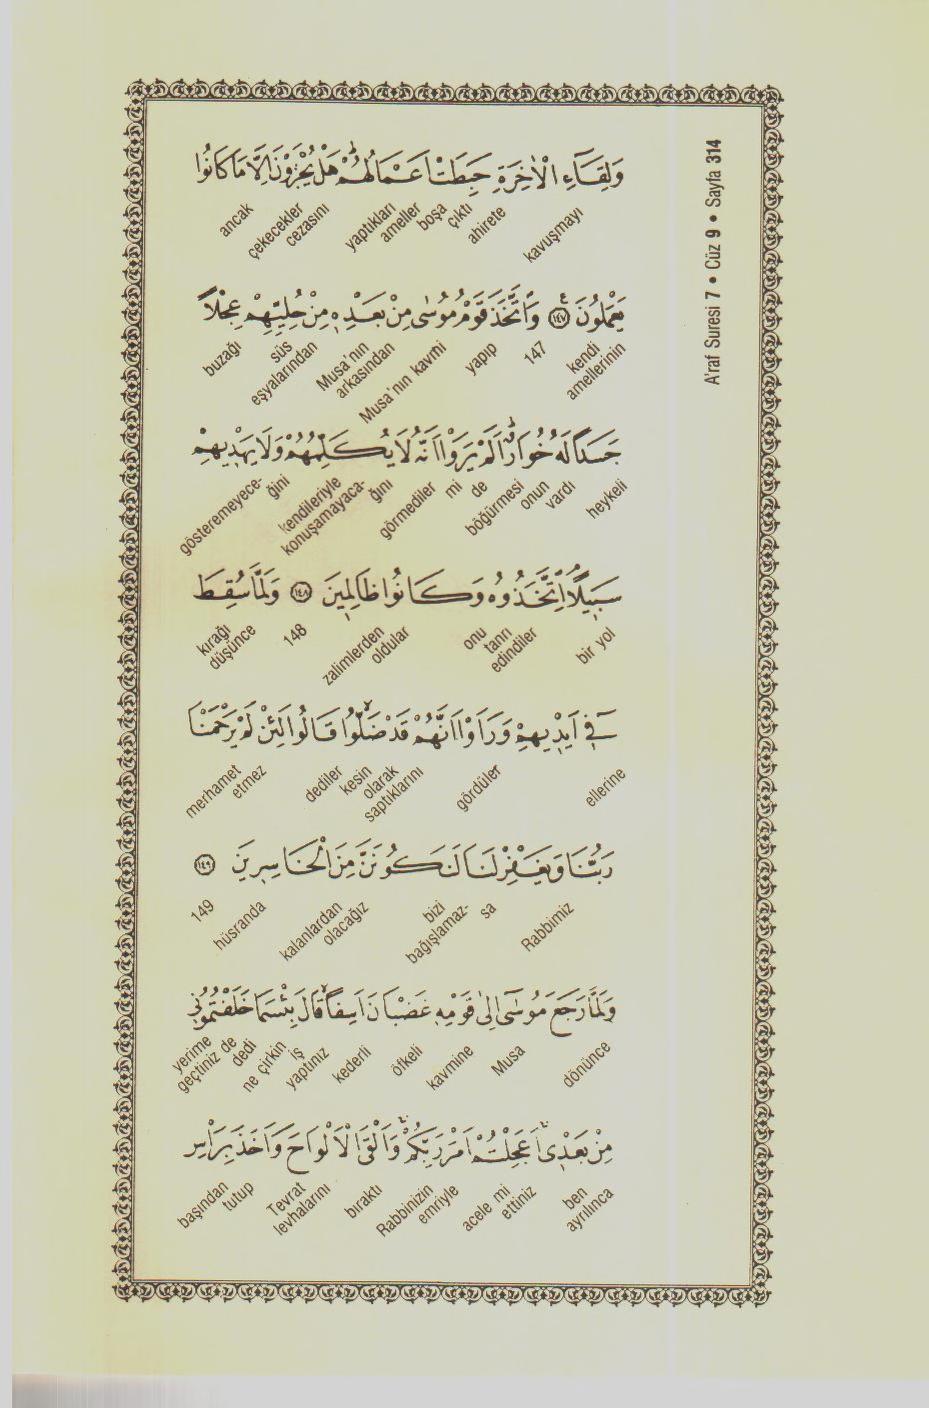 A'raf Suresi 7 • Cüz 9 • Sayfa 314
وَلِقَٓاءِ الْاٰخِرَةِ حَبِطَتْ اَعْمَالُهُمْۜ هَلْ يُجْزَوْنَ اِلَّا مَا كَانُوا
kavuşmayı ahirete çıktı boşa ameller yaptıkları cezasını çekecekler ancak
يَعْمَلُونَ۟ ﴿١٤٧﴾ وَاتَّخَذَ قَوْمُ مُوسٰى مِنْ بَعْدِه۪ مِنْ حُلِيِّهِمْ عِجْلًا
kendi amellerinin 147 yapıp Musa'nın kavmi Musa'nın arkasından süs eşyalarından buzağı
جَسَدًا لَهُ خُوَارٌۜ اَلَمْ يَرَوْا اَنَّهُ لَا يُكَلِّمُهُمْ وَلَا يَهْد۪يهِمْ
heykeli vardı onun böğürmesi de mi görmediler kendileriyle konuşamayaca-ğını gösteremeyece-ğini
سَب۪يلًاۢ اِتَّخَذُوهُ وَكَانُوا ظَالِم۪ينَ ﴿١٤٨﴾ وَلَمَّا سُقِطَ
bir yol onu tanrı edindiler zalimlerden oldular 148 kırağı düşünce
ف۪ٓي اَيْد۪يهِمْ وَرَاَوْا اَنَّهُمْ قَدْ ضَلُّواۙ قَالُوا لَئِنْ لَمْ يَرْحَمْنَا
ellerine gördüler kesin olarak saptıklarını dediler merhamet etmez
رَبُّنَا وَيَغْفِرْ لَنَا لَنَكُونَنَّ مِنَ الْخَاسِر۪ينَ ﴿١٤٩﴾
Rabbimiz bizi bağışlamaz-sa kalanlardan olacağız hüsranda 149
وَلَمَّا رَجَعَ مُوسٰٓى اِلٰى قَوْمِه۪ غَضْبَانَ اَسِفًاۙ قَالَ بِئْسَمَا خَلَفْتُمُون۪ي
dönünce Musa kavmine öfkeli kederli ne çirkin iş yaptınız dedi yerime geçtiniz de
مِنْ بَعْد۪يۚ اَعَجِلْتُمْ اَمْرَ رَبِّكُمْۚ وَاَلْقَى الْاَلْوَاحَ وَاَخَذَ بِرَأْسِ
ben ayrılınca acele mi ettiniz Rabbinizin emriyle bıraktı Tevrat levhalarını tutup başından